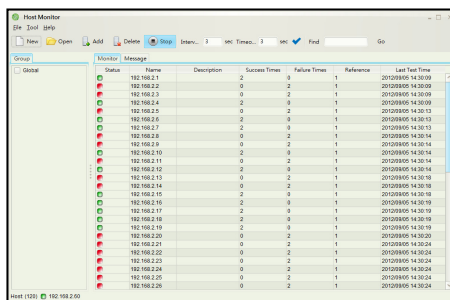 Host Monitor
File Tool Help
New Open Add Delete Stop Interv... 3 sec Timeo... 3 sec Find Go
Group Monitor Message
Global
Status Name Description Success Times Failure Times Reference Last Test Time
192.168.2.1 2 0 1 2012/09/05 14:30:09
192.168.2.2 0 2 1 2012/09/05 14:30:09
192.168.2.3 0 2 1 2012/09/05 14:30:09
192.168.2.4 2 0 1 2012/09/05 14:30:09
192.168.2.5 0 2 1 2012/09/05 14:30:13
192.168.2.6 2 0 1 2012/09/05 14:30:13
192.168.2.7 2 0 1 2012/09/05 14:30:13
192.168.2.8 0 2 1 2012/09/05 14:30:14
192.168.2.9 0 2 1 2012/09/05 14:30:14
192.168.2.10 2 0 1 2012/09/05 14:30:14
192.168.2.11 0 2 1 2012/09/05 14:30:14
192.168.2.12 2 0 1 2012/09/05 14:30:14
192.168.2.13 0 2 1 2012/09/05 14:30:18
192.168.2.14 0 2 1 2012/09/05 14:30:18
192.168.2.15 2 0 1 2012/09/05 14:30:18
192.168.2.16 2 0 1 2012/09/05 14:30:19
192.168.2.17 2 0 1 2012/09/05 14:30:19
192.168.2.18 2 0 1 2012/09/05 14:30:19
192.168.2.19 2 0 1 2012/09/05 14:30:19
192.168.2.20 0 2 1 2012/09/05 14:30:20
192.168.2.21 0 2 1 2012/09/05 14:30:24
192.168.2.22 0 2 1 2012/09/05 14:30:24
192.168.2.23 0 2 1 2012/09/05 14:30:24
192.168.2.24 0 2 1 2012/09/05 14:30:24
192.168.2.25 0 2 1 2012/09/05 14:30:24
192.168.2.26 0 2 1 2012/09/05 14:30:24
Host (128) 192.168.2.60